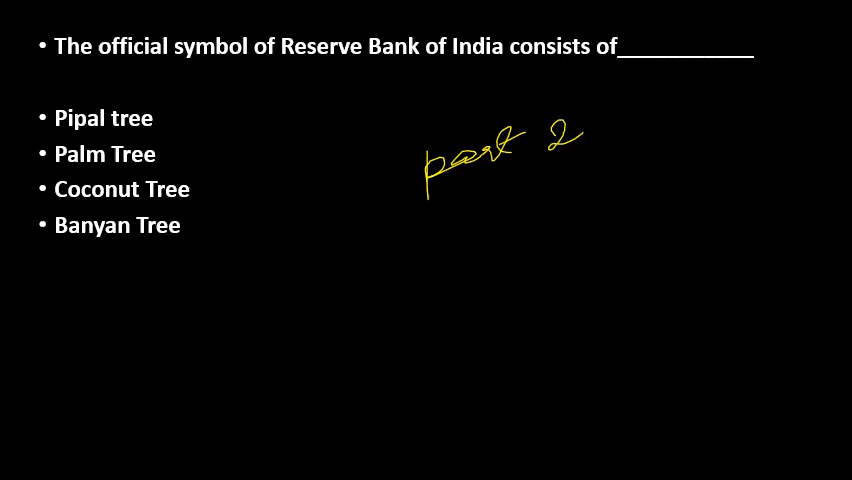 • The official symbol of Reserve Bank of India consists of____________
• Pipal tree
• Palm Tree
• Coconut Tree
• Banyan Tree
part 2